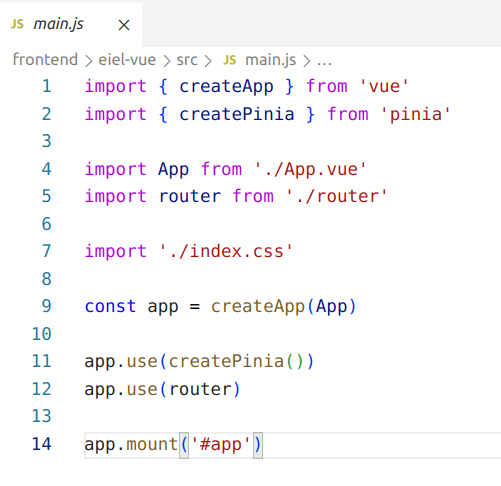 JS main.js ×
frontend > eiel-vue > src > JS main.js > ...
1 import { createApp } from 'vue'
2 import { createPinia } from 'pinia'
3
4 import App from './App.vue'
5 import router from './router'
6
7 import './index.css'
8
9 const app = createApp(App)
10
11 app.use(createPinia())
12 app.use(router)
13
14 app.mount('#app')